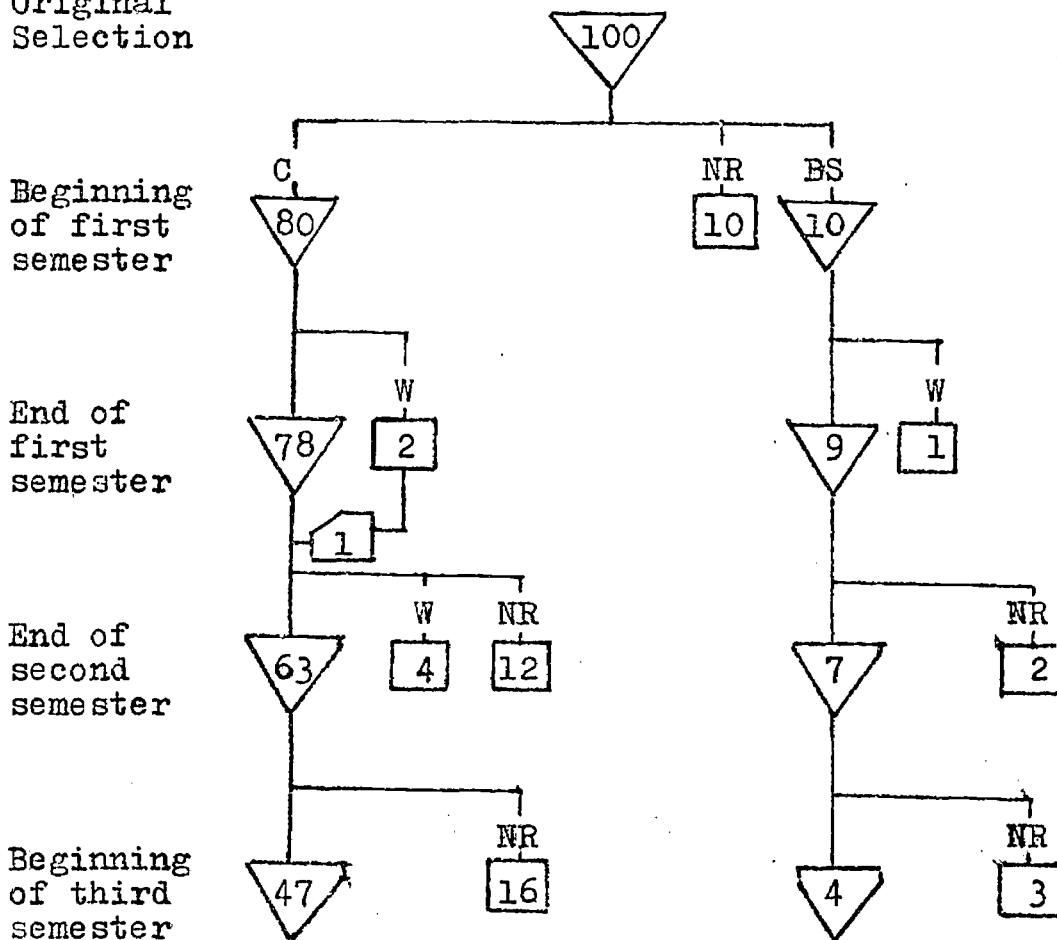 Original
Selection
100
C NR BS
Beginning
of first
semester
80 10 10
W W
End of
first
semester
78 2 9 1
1
W NR NR
End of
second
semester
63 4 12 7 2
NR NR
Beginning
of third
semester
47 16 4 3